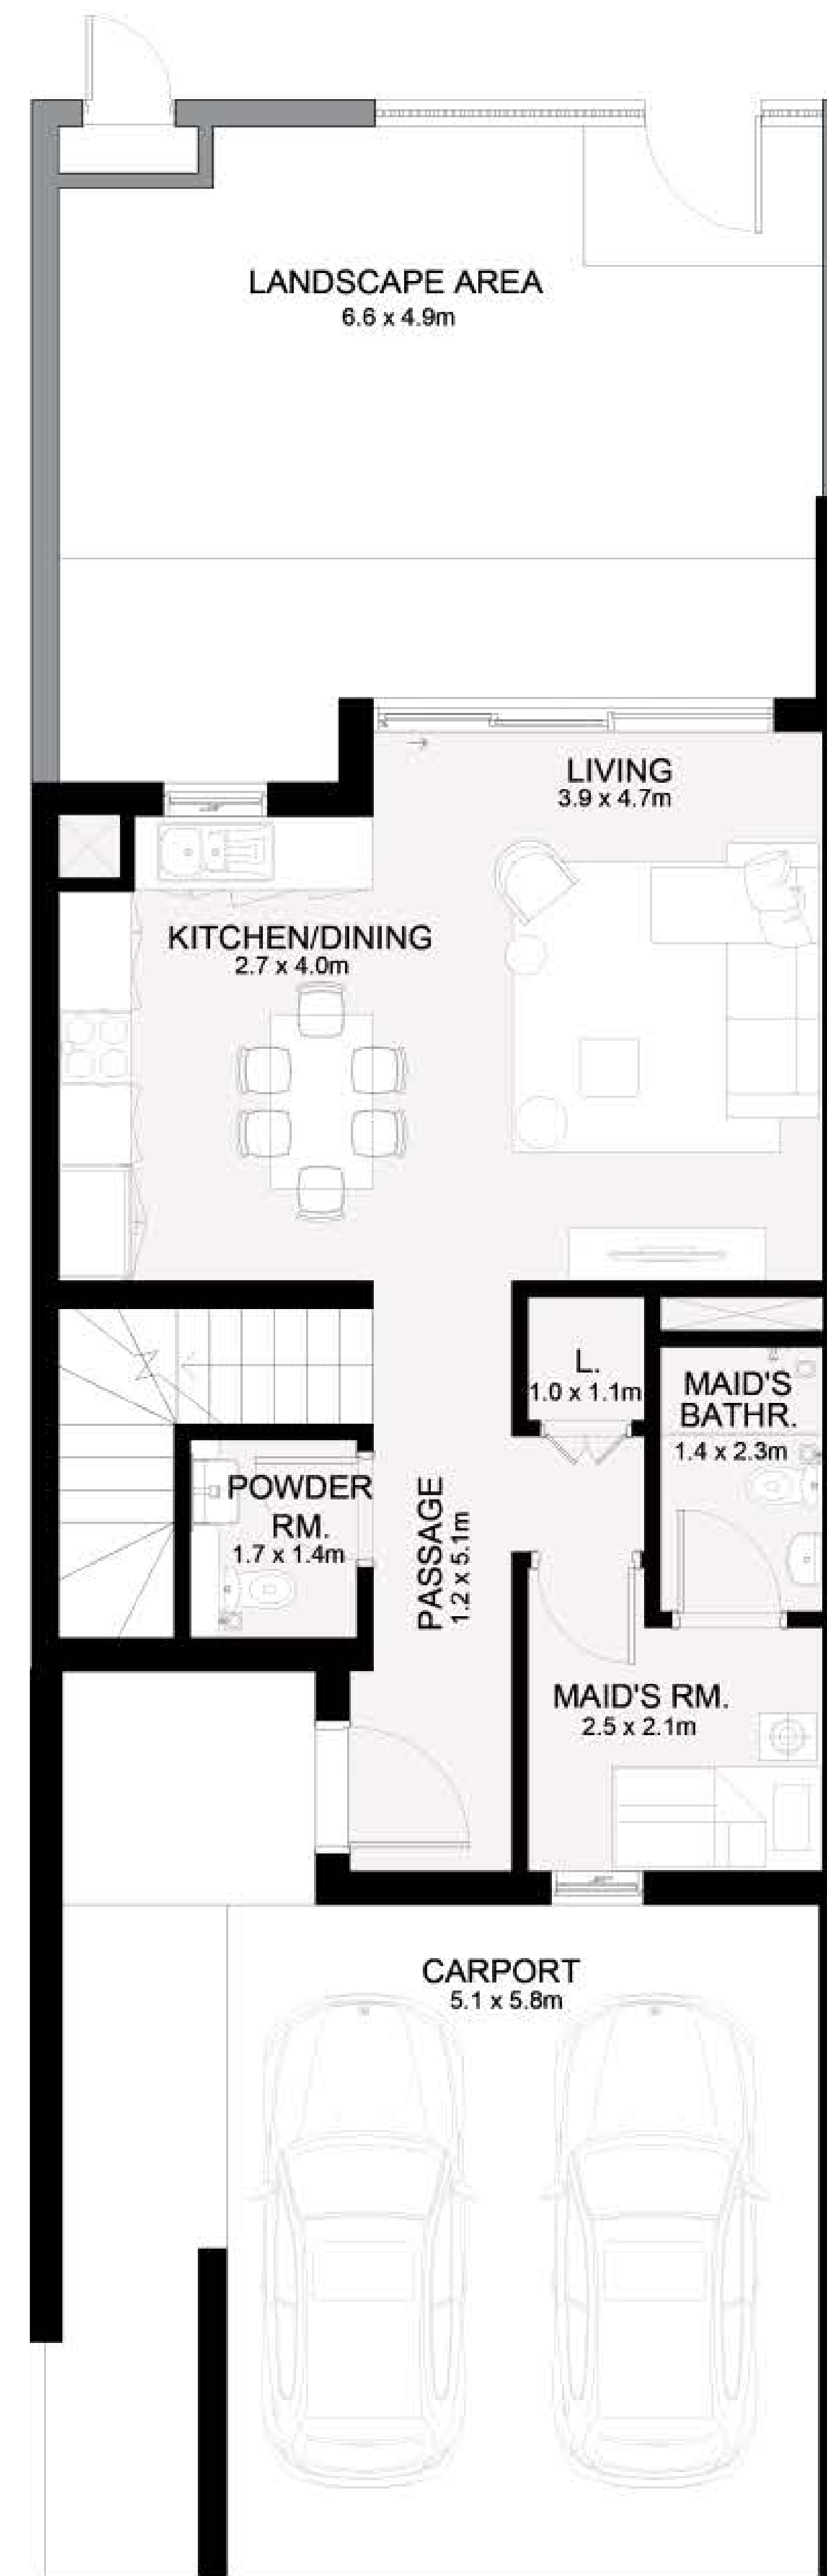 LANDSCAPE AREA
6.6 x 4.9m
LIVING
3.9 x 4.7m
KITCHEN/DINING
2.7 x 4.0m
L.
1.0 x 1.1m
MAID'S
BATHR.
1.4 x 2.3m
POWDER
RM.
1.7 x 1.4m
PASSAGE
1.2 x 5.1m
MAID'S RM.
2.5 x 2.1m
CARPORT
5.1 x 5.8m